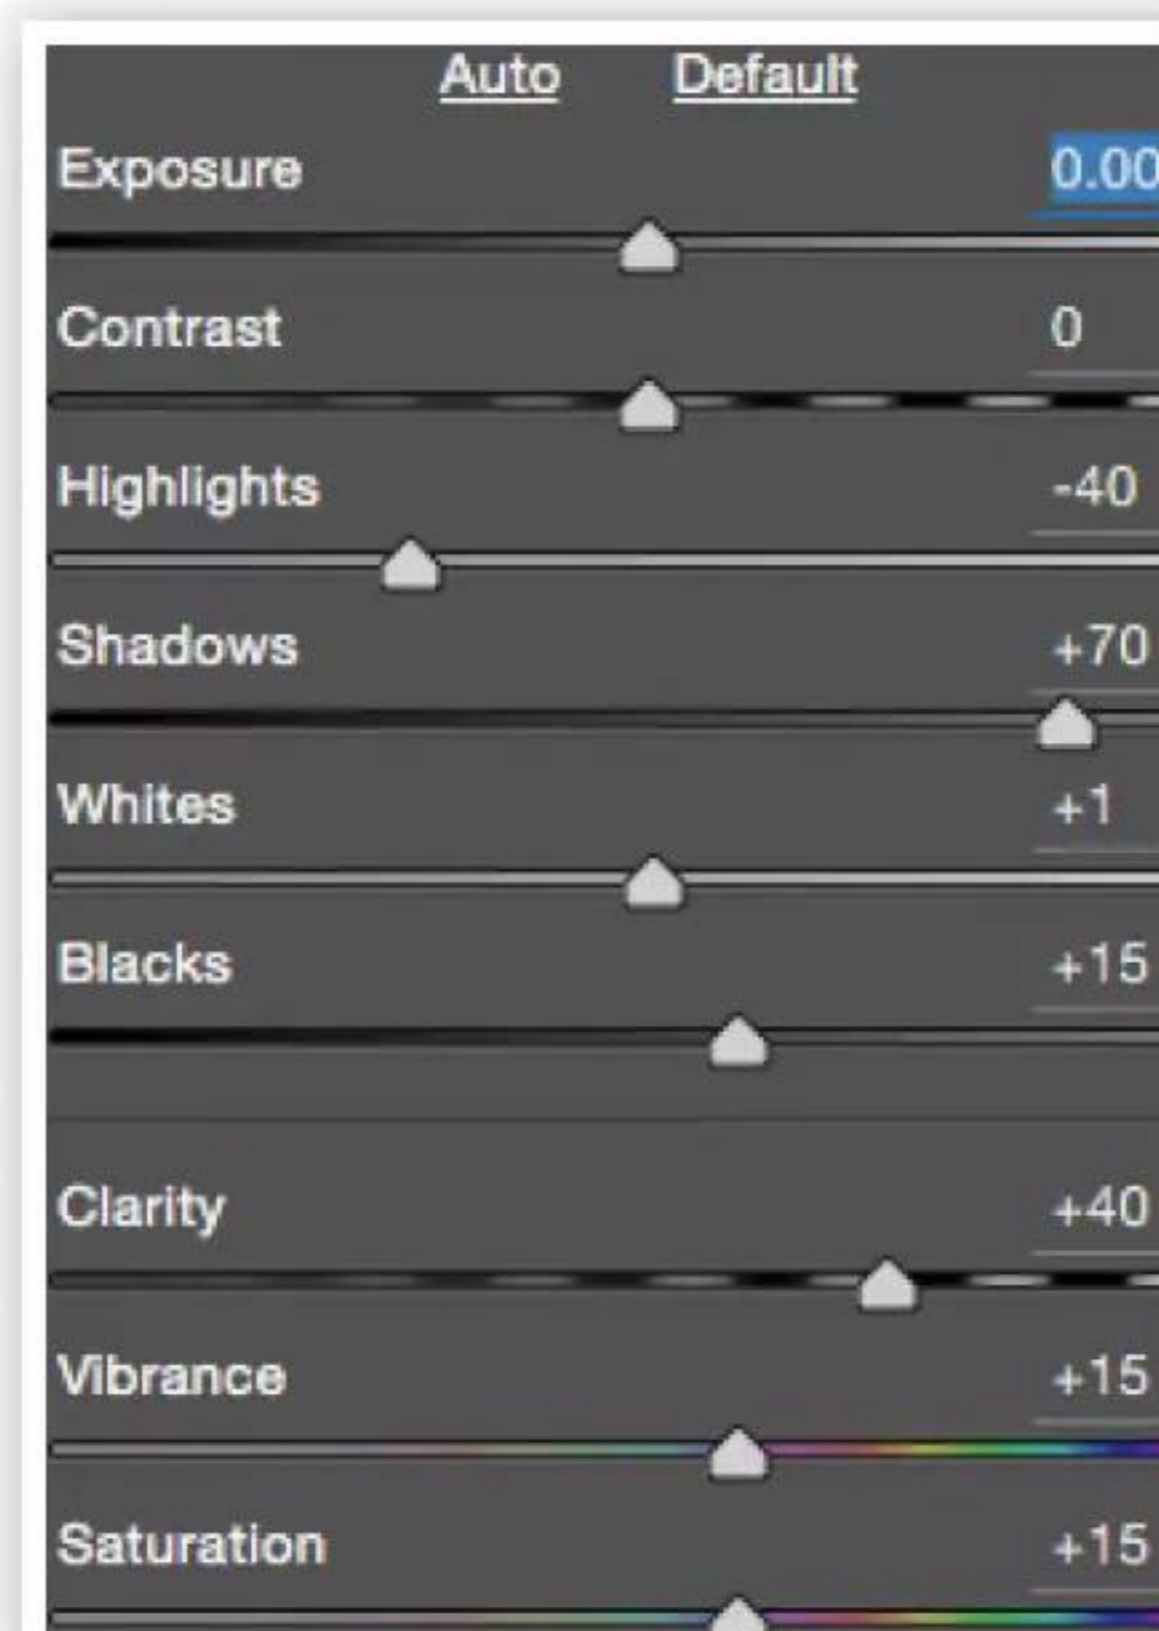 Auto Default
Exposure 0.00
Contrast 0
Highlights -40
Shadows +70
Whites +1
Blacks +15
Clarity +40
Vibrance +15
Saturation +15